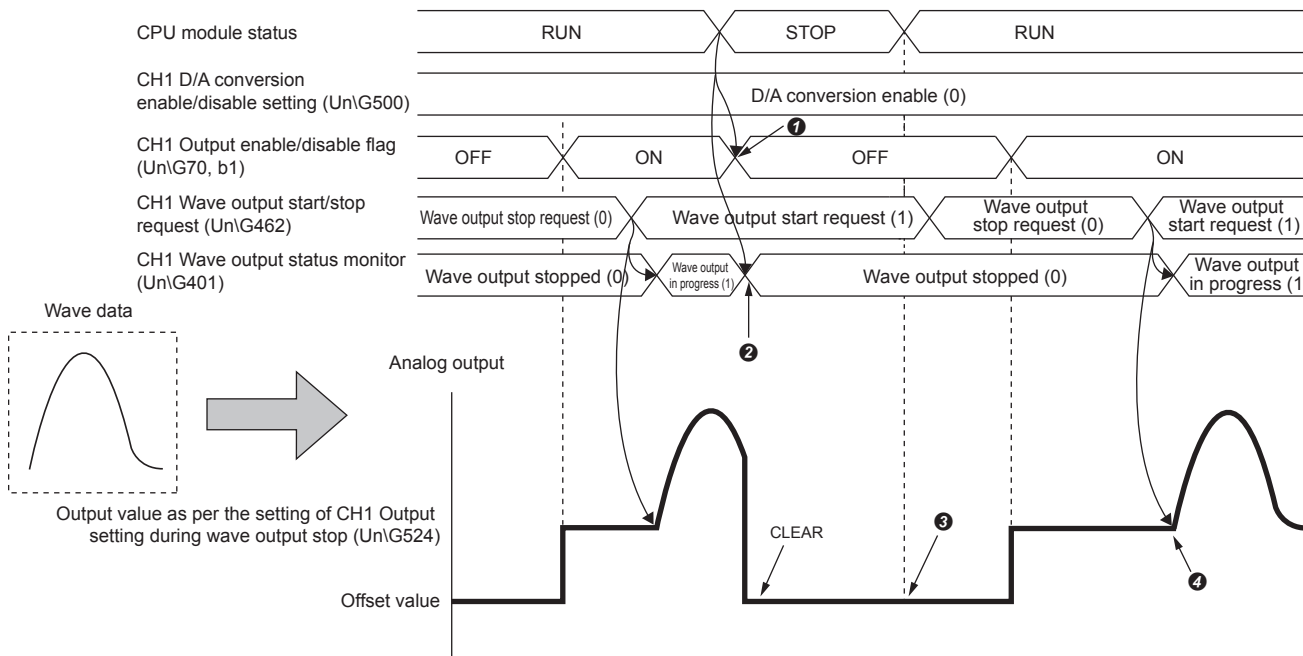 CPU module status
RUN
STOP
RUN
CH1 D/A conversion
enable/disable setting (Un\G500)
D/A conversion enable (0)
❶
CH1 Output enable/disable flag
(Un\G70, b1)
OFF
ON
OFF
ON
CH1 Wave output start/stop
request (Un\G462)
Wave output stop request (0)
Wave output start request (1)
Wave output
stop request (0)
Wave output
start request (1)
CH1 Wave output status monitor
(Un\G401)
Wave output stopped (0)
Wave output
in progress (1)
Wave output stopped (0)
Wave output
in progress (1
Wave data
❷
Analog output
Output value as per the setting of CH1 Output
setting during wave output stop (Un\G524)
CLEAR
❸
❹
Offset value